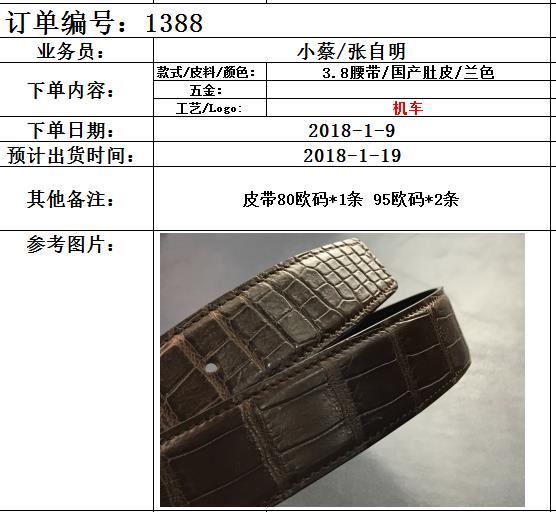 订单编号：1388
业务员：
小蔡/张自明
下单内容：
款式/皮料/颜色：
3.8腰带/国产肚皮/兰色
五金：
工艺/Logo:
机车
下单日期：
2018-1-9
预计出货时间：
2018-1-19
其他备注：
皮带80欧码*1条 95欧码*2条
参考图片：